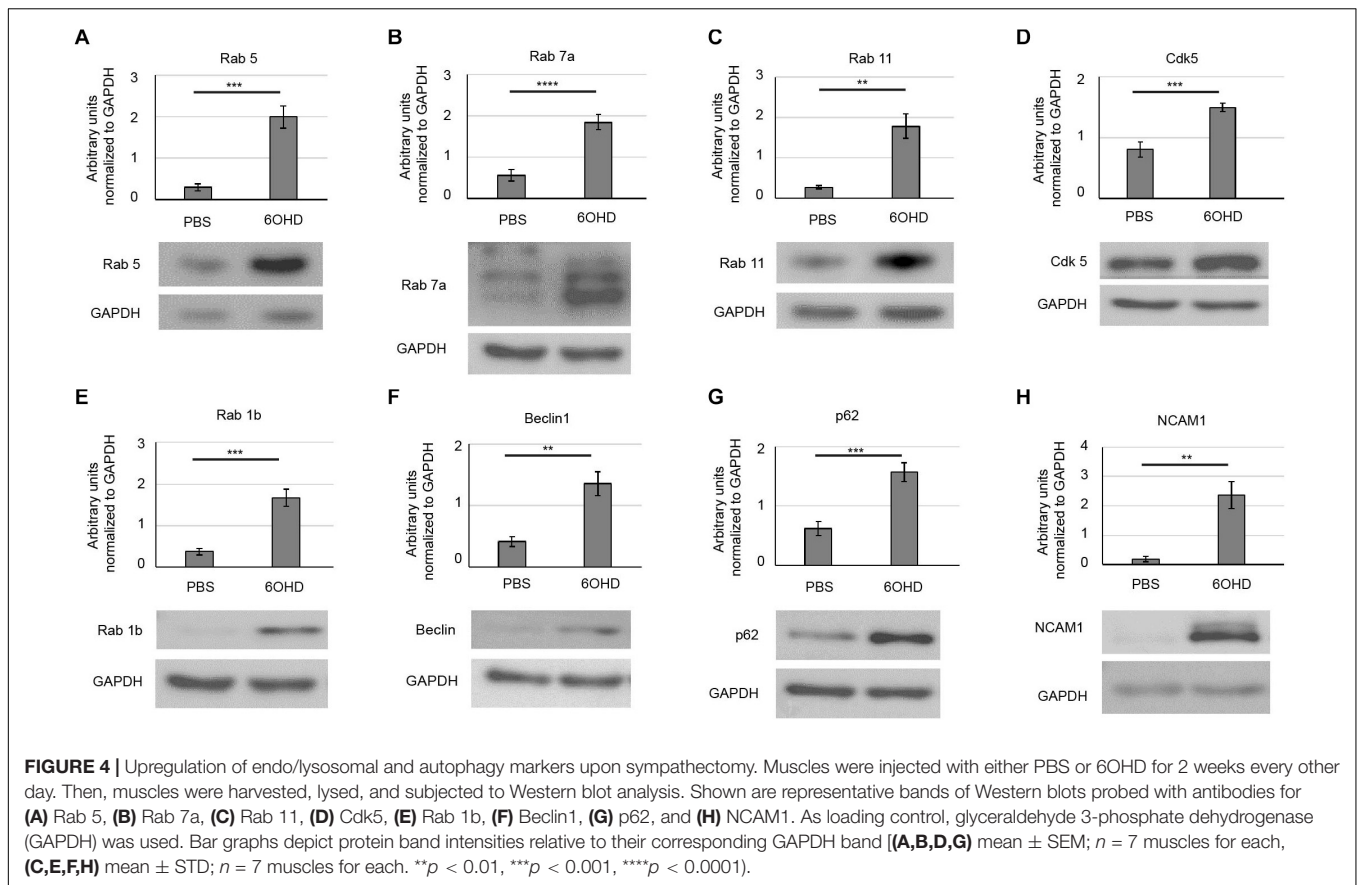 A
Rab 5
Arbitrary units
normalized to GAPDH
3
2
1
0
***
PBS
6OHD
Rab 5
GAPDH
B
Rab 7a
Arbitrary units
normalized to GAPDH
3
2
1
0
****
PBS
6OHD
Rab 7a
GAPDH
C
Rab 11
Arbitrary units
normalized to GAPDH
3
2
1
0
**
PBS
6OHD
Rab 11
GAPDH
D
Cdk5
Arbitrary units
normalized to GAPDH
2
1
0
***
PBS
6OHD
Cdk 5
GAPDH
E
Rab 1b
Arbitrary units
normalized to GAPDH
3
2
1
0
***
PBS
6OHD
Rab 1b
GAPDH
F
Beclin1
Arbitrary units
normalized to GAPDH
2
1
0
**
PBS
6OHD
Beclin
GAPDH
G
p62
Arbitrary units
normalized to GAPDH
2
1
0
***
PBS
6OHD
p62
GAPDH
H
NCAM1
Arbitrary units
normalized to GAPDH
4
3
2
1
0
**
PBS
6OHD
NCAM1
GAPDH
FIGURE 4 | Upregulation of endo/lysosomal and autophagy markers upon sympathectomy. Muscles were injected with either PBS or 6OHD for 2 weeks every other
day. Then, muscles were harvested, lysed, and subjected to Western blot analysis. Shown are representative bands of Western blots probed with antibodies for
(A) Rab 5, (B) Rab 7a, (C) Rab 11, (D) Cdk5, (E) Rab 1b, (F) Beclin1, (G) p62, and (H) NCAM1. As loading control, glyceraldehyde 3-phosphate dehydrogenase
(GAPDH) was used. Bar graphs depict protein band intensities relative to their corresponding GAPDH band [(A,B,D,G) mean ± SEM; n = 7 muscles for each,
(C,E,F,H) mean ± STD; n = 7 muscles for each. **p < 0.01, ***p < 0.001, ****p < 0.0001).